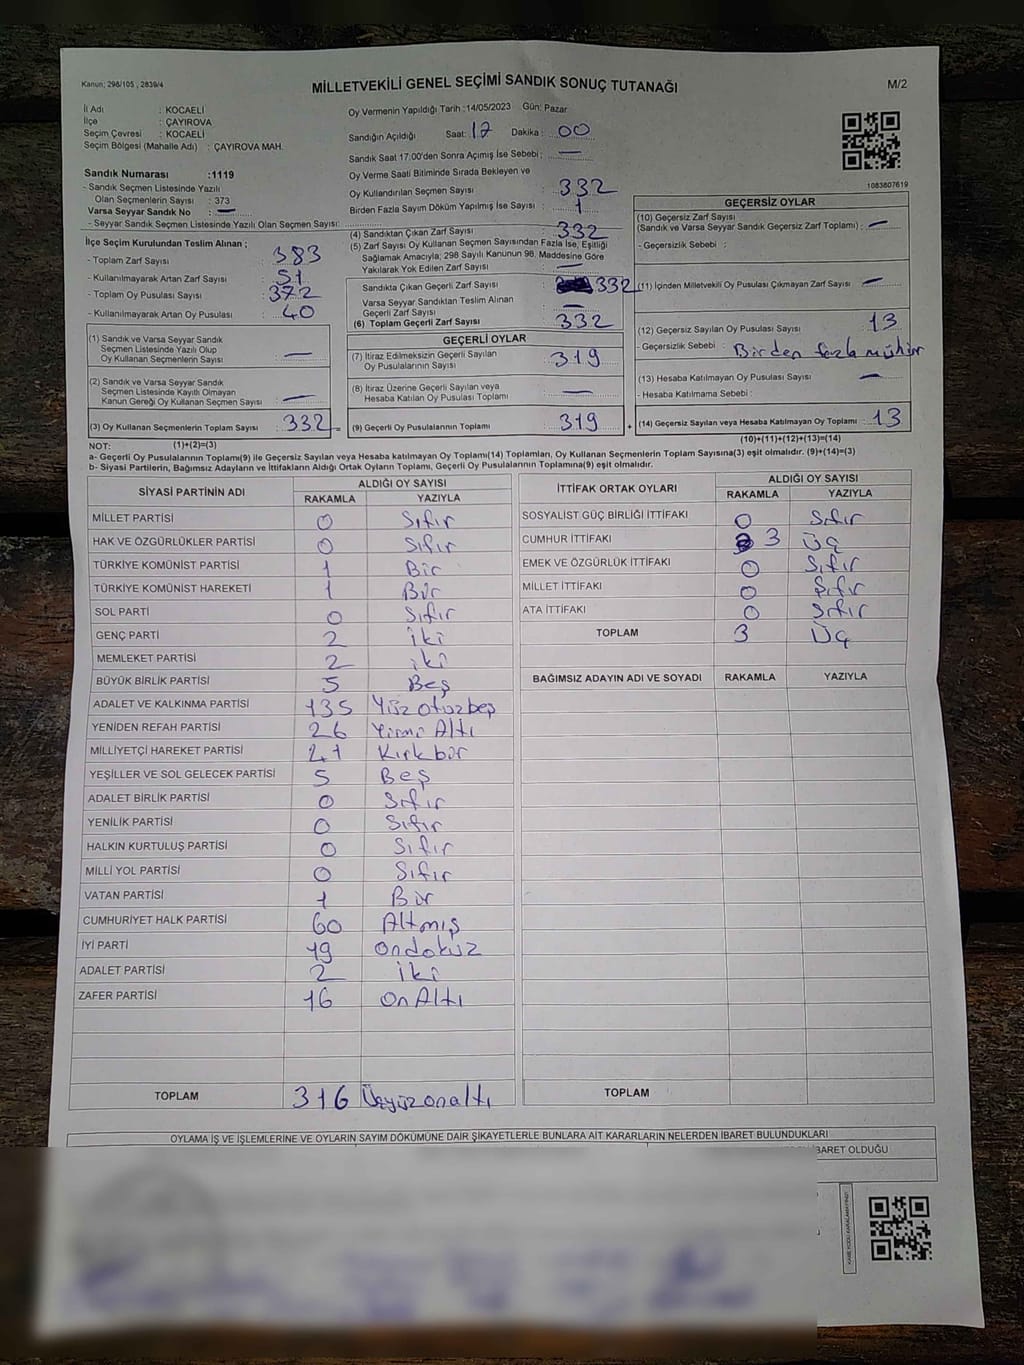 Kanun: 298/105 , 2839/4
MİLLETVEKİLİ GENEL SEÇİMİ SANDIK SONUÇ TUTANAĞI
M/2
İl Adı : KOCAELİ
İlçe : ÇAYIROVA
Seçim Çevresi : KOCAELİ
Seçim Bölgesi (Mahalle Adı) : ÇAYIROVA MAH.
Sandık Numarası :1119
- Sandık Seçmen Listesinde Yazılı
Olan Seçmenlerin Sayısı : 373
Varsa Seyyar Sandık No : —
- Seyyar Sandık Seçmen Listesinde Yazılı Olan Seçmen Sayısı:
Oy Vermenin Yapıldığı Tarih :14/05/2023 Gün: Pazar
Sandığın Açıldığı Saat: 17 Dakika : 00
Sandık Saat 17.00'den Sonra Açımış İse Sebebi : —
Oy Verme Saati Bitiminde Sırada Bekleyen ve
Oy Kullandırılan Seçmen Sayısı : 332
Birden Fazla Sayım Döküm Yapılmış İse Sayısı : 1
1083807619
İlçe Seçim Kurulundan Teslim Alınan ;
- Toplam Zarf Sayısı : 383
- Kullanılmayarak Artan Zarf Sayısı : 51
- Toplam Oy Pusulası Sayısı : 372
- Kullanılmayarak Artan Oy Pusulası : 40
(4) Sandıktan Çıkan Zarf Sayısı : 332
(5) Zarf Sayısı Oy Kullanan Seçmen Sayısından Fazla İse, Eşitliği
Sağlamak Amacıyla; 298 Sayılı Kanunun 98. Maddesine Göre
Yakılarak Yok Edilen Zarf Sayısı : —
Sandıkta Çıkan Geçerli Zarf Sayısı : 332
Varsa Seyyar Sandıktan Teslim Alınan
Geçerli Zarf Sayısı : —
(6) Toplam Geçerli Zarf Sayısı : 332
GEÇERSİZ OYLAR
(10) Geçersiz Zarf Sayısı
(Sandık ve Varsa Seyyar Sandık Geçersiz Zarf Toplamı) : —
- Geçersizlik Sebebi :
(11) İçinden Milletvekili Oy Pusulası Çıkmayan Zarf Sayısı : —
(12) Geçersiz Sayılan Oy Pusulası Sayısı : 13
- Geçersizlik Sebebi : Birden fazla mühür
(13) Hesaba Katılmayan Oy Pusulası Sayısı : —
- Hesaba Katılmama Sebebi :
(14) Geçersiz Sayılan veya Hesaba Katılmayan Oy Toplamı : 13
(10)+(11)+(12)+(13)=(14)
(1) Sandık ve Varsa Seyyar Sandık
Seçmen Listesinde Yazılı Olup
Oy Kullanan Seçmenlerin Sayısı : —
(2) Sandık ve Varsa Seyyar Sandık
Seçmen Listesinde Kayıtlı Olmayan
Kanun Gereği Oy Kullanan Seçmen Sayısı : —
(3) Oy Kullanan Seçmenlerin Toplam Sayısı : 332 =
(1)+(2)=(3)
GEÇERLİ OYLAR
(7) İtiraz Edilmeksizin Geçerli Sayılan
Oy Pusulalarının Sayısı : 319
(8) İtiraz Üzerine Geçerli Sayılan veya
Hesaba Katılan Oy Pusulası Toplamı : —
(9) Geçerli Oy Pusulalarının Toplamı : 319 +
NOT:
a- Geçerli Oy Pusulalarının Toplamı(9) ile Geçersiz Sayılan veya Hesaba katılmayan Oy Toplamı(14) Toplamları, Oy Kullanan Seçmenlerin Toplam Sayısına(3) eşit olmalıdır. (9)+(14)=(3)
b- Siyasi Partilerin, Bağımsız Adayların ve İttifakların Aldığı Ortak Oyların Toplamı, Geçerli Oy Pusulalarının Toplamına(9) eşit olmalıdır.
SİYASİ PARTİNİN ADI ALDIĞI OY SAYISI
RAKAMLA YAZIYLA
MİLLET PARTİSİ 0 Sıfır
HAK VE ÖZGÜRLÜKLER PARTİSİ 0 Sıfır
TÜRKİYE KOMÜNİST PARTİSİ 1 Bir
TÜRKİYE KOMÜNİST HAREKETİ 1 Bir
SOL PARTİ 0 Sıfır
GENÇ PARTİ 2 iki
MEMLEKET PARTİSİ 2 iki
BÜYÜK BİRLİK PARTİSİ 5 Beş
ADALET VE KALKINMA PARTİSİ 135 Yüzotuzbeş
YENİDEN REFAH PARTİSİ 26 Yirmi Altı
MİLLİYETÇİ HAREKET PARTİSİ 41 Kırkbir
YEŞİLLER VE SOL GELECEK PARTİSİ 5 Beş
ADALET BİRLİK PARTİSİ 0 Sıfır
YENİLİK PARTİSİ 0 Sıfır
HALKIN KURTULUŞ PARTİSİ 0 Sıfır
MİLLİ YOL PARTİSİ 0 Sıfır
VATAN PARTİSİ 1 Bir
CUMHURİYET HALK PARTİSİ 60 Altmış
İYİ PARTİ 19 ondokuz
ADALET PARTİSİ 2 iki
ZAFER PARTİSİ 16 on Altı
TOPLAM 316 Üçyüzonaltı
İTTİFAK ORTAK OYLARI ALDIĞI OY SAYISI
RAKAMLA YAZIYLA
SOSYALİST GÜÇ BİRLİĞİ İTTİFAKI 0 Sıfır
CUMHUR İTTİFAKI 3 Üç
EMEK VE ÖZGÜRLÜK İTTİFAKI 0 Sıfır
MİLLET İTTİFAKI 0 Sıfır
ATA İTTİFAKI 0 Sıfır
TOPLAM 3 Üç
BAĞIMSIZ ADAYIN ADI VE SOYADI RAKAMLA YAZIYLA
TOPLAM
OYLAMA İŞ VE İŞLEMLERİNE VE OYLARIN SAYIM DÖKÜMÜNE DAİR ŞİKAYETLERLE BUNLARA AİT KARARLARIN NELERDEN İBARET BULUNDUKLARI
İBARET OLDUĞU